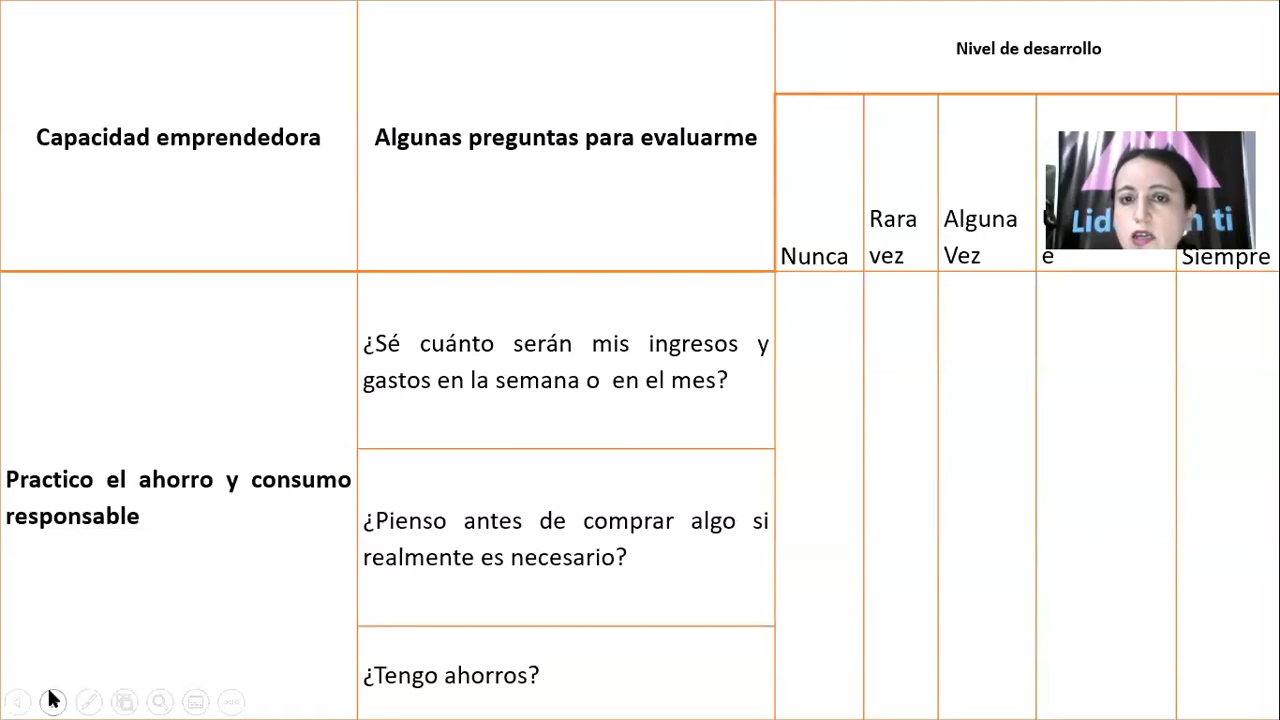 Nivel de desarrollo
Capacidad emprendedora
Algunas preguntas para evaluarme
Nunca
Rara
vez
Alguna
Vez
e
Siempre
ti
Practico el ahorro y consumo
responsable
¿Sé cuánto serán mis ingresos y
gastos en la semana o en el mes?
¿Pienso antes de comprar algo si
realmente es necesario?
¿Tengo ahorros?